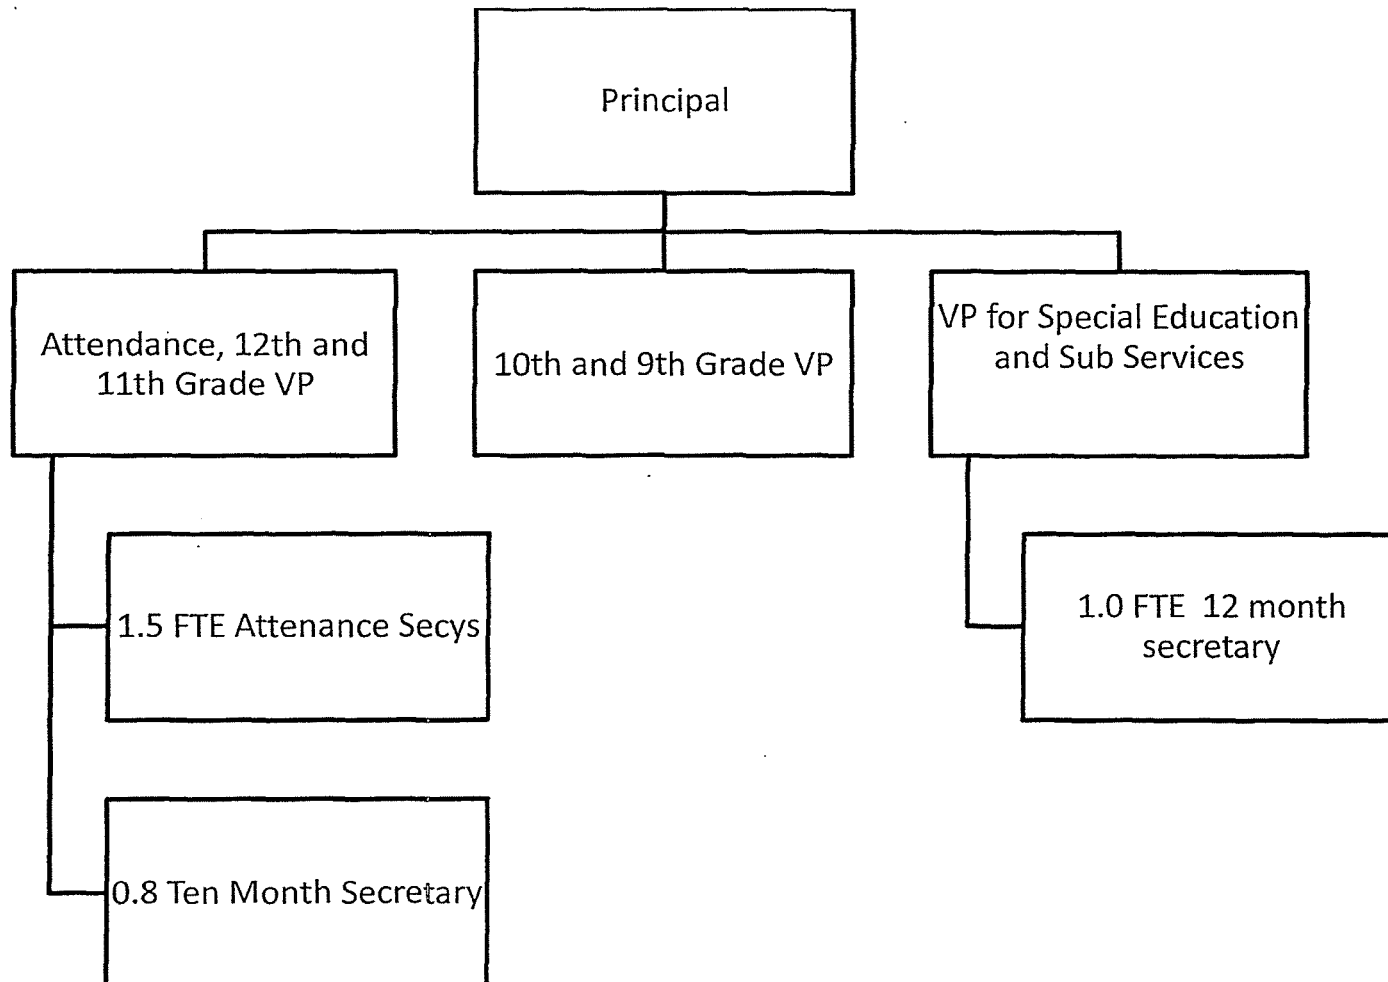 Principal
Attendance, 12th and
11th Grade VP
10th and 9th Grade VP
VP for Special Education
and Sub Services
1.5 FTE Attenance Secys
1.0 FTE 12 month
secretary
0.8 Ten Month Secretary